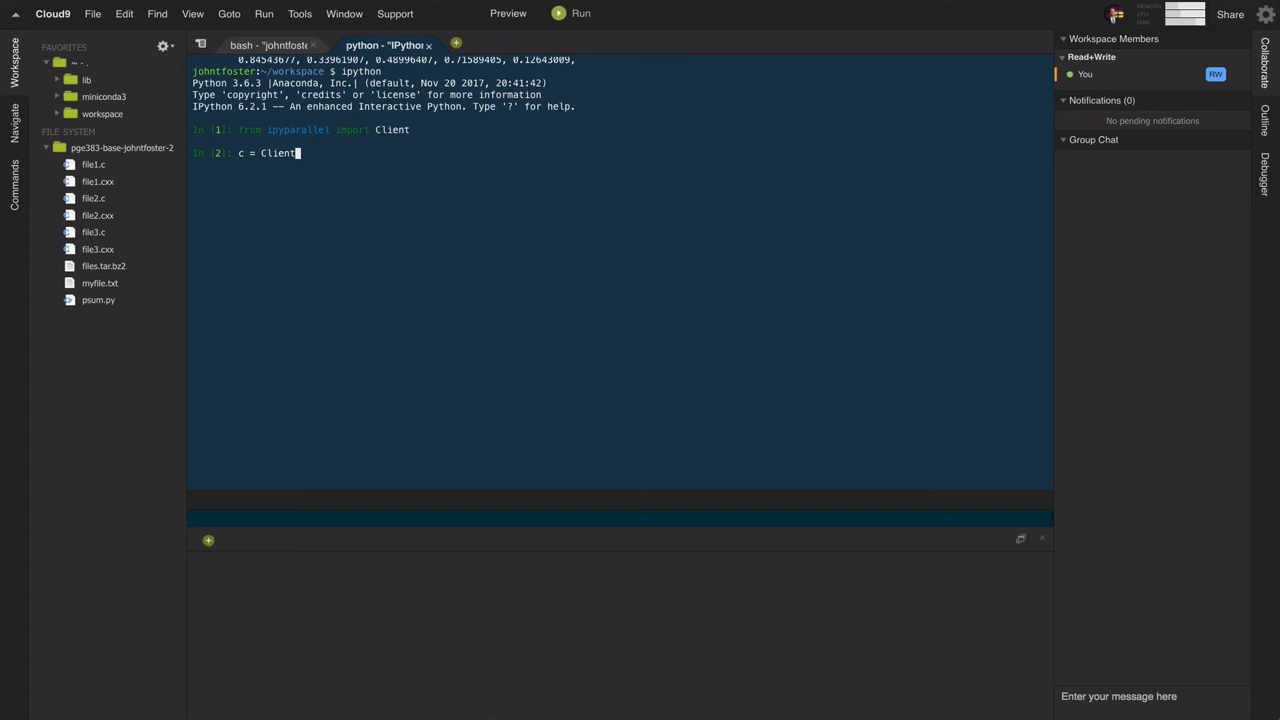 Cloud9 File Edit Find View Goto Run Tools Window Support Preview Run MEMORY CPU DISK Share
Workspace
Navigate
Commands
FAVORITES
~ - .
lib
miniconda3
workspace
FILE SYSTEM
pge383-base-johntfoster-2
file1.c
file1.cxx
file2.c
file2.cxx
file3.c
file3.cxx
files.tar.bz2
myfile.txt
psum.py
bash - "johntfoste × python - "IPython ×
0.84543677, 0.33961907, 0.48996407, 0.71589405, 0.12643009,
johntfoster:~/workspace $ ipython
Python 3.6.3 |Anaconda, Inc.| (default, Nov 20 2017, 20:41:42)
Type 'copyright', 'credits' or 'license' for more information
IPython 6.2.1 -- An enhanced Interactive Python. Type '?' for help.
In [1]: from ipyparallel import Client
In [2]: c = Client
Workspace Members
Read+Write
You RW
Notifications (0)
No pending notifications
Group Chat
Enter your message here
Collaborate
Outline
Debugger